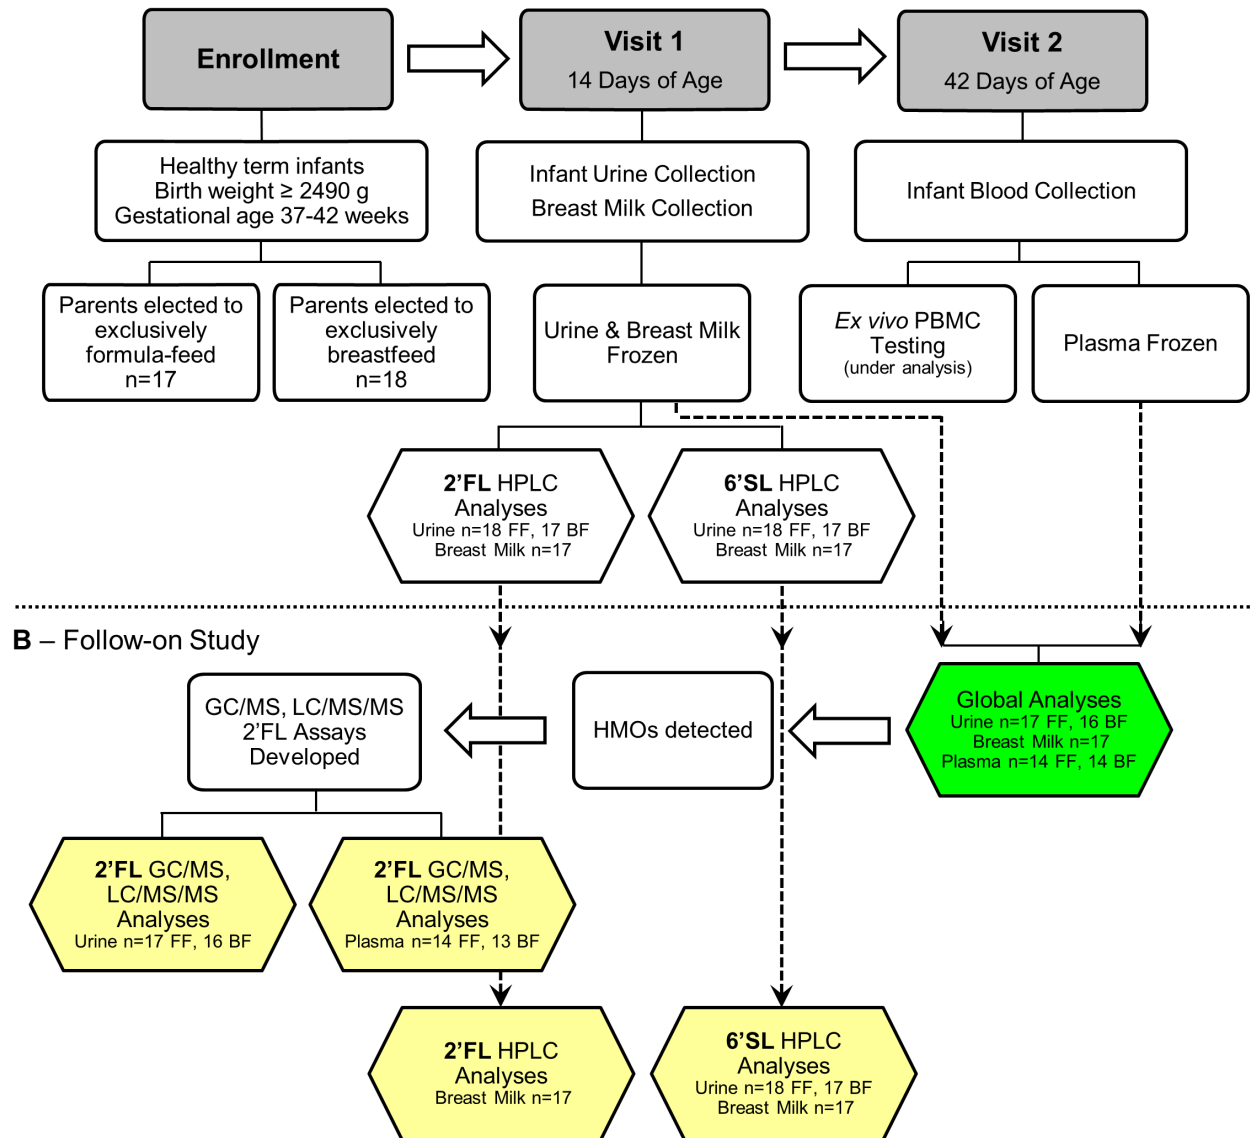 Enrollment
Visit 1
14 Days of Age
Visit 2
42 Days of Age
Healthy term infants
Birth weight ≥ 2490 g
Gestational age 37-42 weeks
Infant Urine Collection
Breast Milk Collection
Infant Blood Collection
Parents elected to
exclusively
formula-feed
n=17
Parents elected to
exclusively
breastfeed
n=18
Urine & Breast Milk
Frozen
Ex vivo PBMC
Testing
(under analysis)
Plasma Frozen
2’FL HPLC
Analyses
Urine n=18 FF, 17 BF
Breast Milk n=17
6’SL HPLC
Analyses
Urine n=18 FF, 17 BF
Breast Milk n=17
B – Follow-on Study
GC/MS, LC/MS/MS
2’FL Assays
Developed
HMOs detected
Global Analyses
Urine n=17 FF, 16 BF
Breast Milk n=17
Plasma n=14 FF, 14 BF
2’FL GC/MS,
LC/MS/MS
Analyses
Urine n=17 FF, 16 BF
2’FL GC/MS,
LC/MS/MS
Analyses
Plasma n=14 FF, 13 BF
2’FL HPLC
Analyses
Breast Milk n=17
6’SL HPLC
Analyses
Urine n=18 FF, 17 BF
Breast Milk n=17